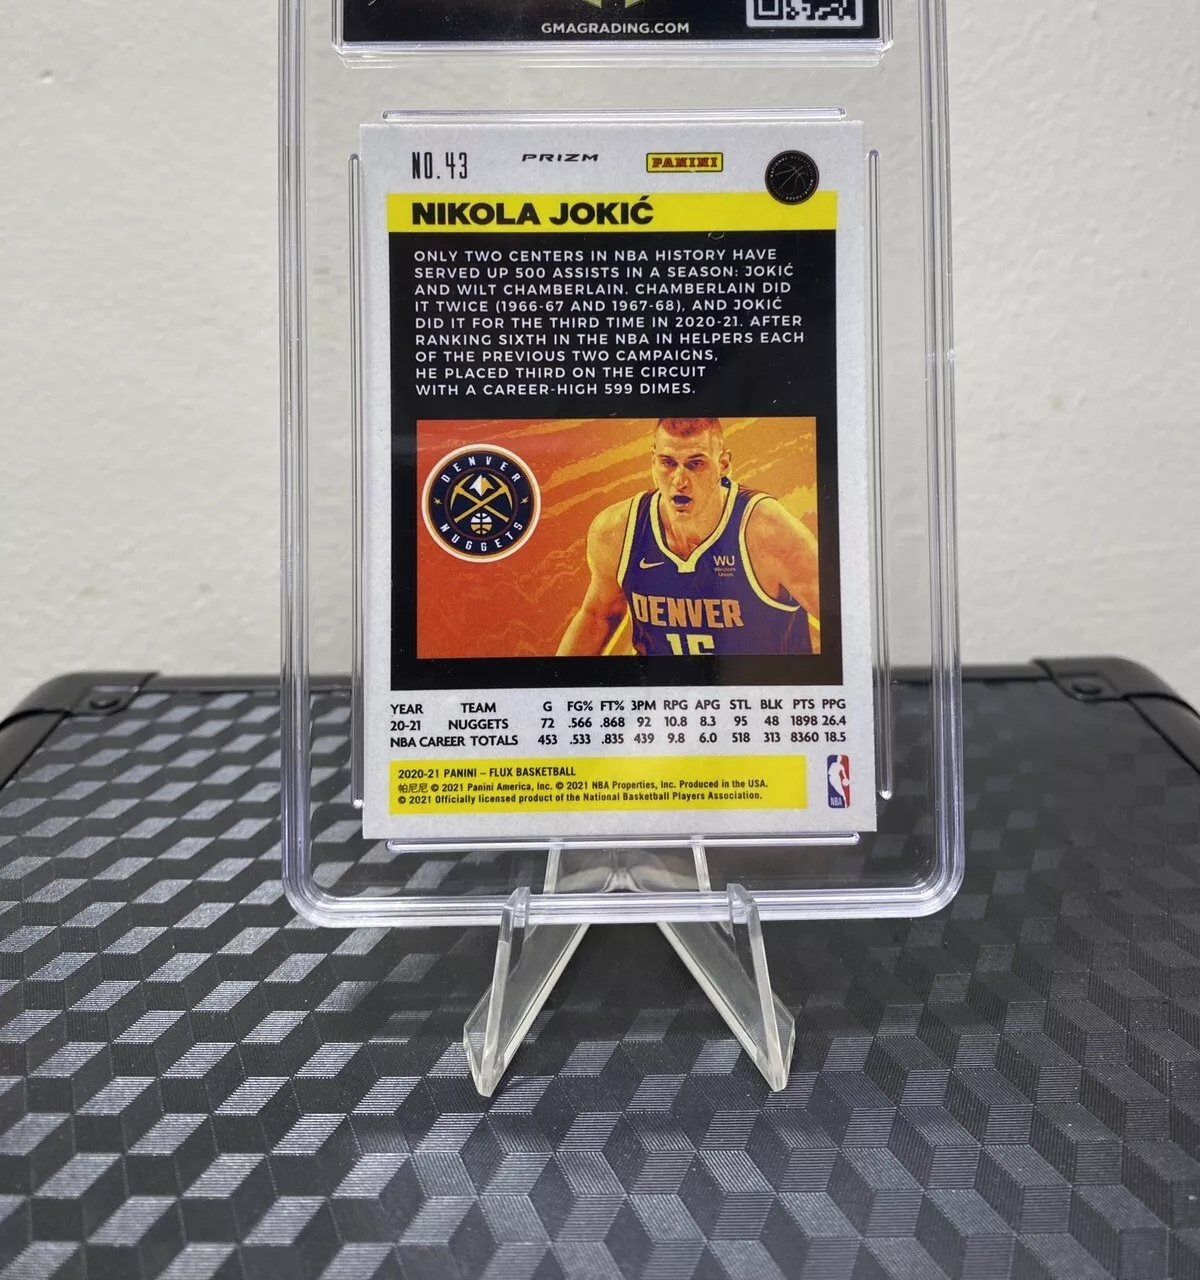 GMAGRADING.COM
NO. 43 PRIZM PANINI
NIKOLA JOKIĆ
ONLY TWO CENTERS IN NBA HISTORY HAVE
SERVED UP 500 ASSISTS IN A SEASON: JOKIĆ
AND WILT CHAMBERLAIN. CHAMBERLAIN DID
IT TWICE (1966-67 AND 1967-68), AND JOKIĆ
DID IT FOR THE THIRD TIME IN 2020-21. AFTER
RANKING SIXTH IN THE NBA IN HELPERS EACH
OF THE PREVIOUS TWO CAMPAIGNS,
HE PLACED THIRD ON THE CIRCUIT
WITH A CAREER-HIGH 599 DIMES.
DENVER
NUGGETS
WU
Western
Union
DENVER
15
YEAR TEAM G FG% FT% 3PM RPG APG STL BLK PTS PPG
20-21 NUGGETS 72 .566 .868 92 10.8 8.3 95 48 1898 26.4
NBA CAREER TOTALS 453 .533 .835 439 9.8 6.0 518 313 8360 18.5
2020-21 PANINI – FLUX BASKETBALL
帕尼尼 © 2021 Panini America, Inc. © 2021 NBA Properties, Inc. Produced in the USA.
© 2021 Officially licensed product of the National Basketball Players Association.
NBA